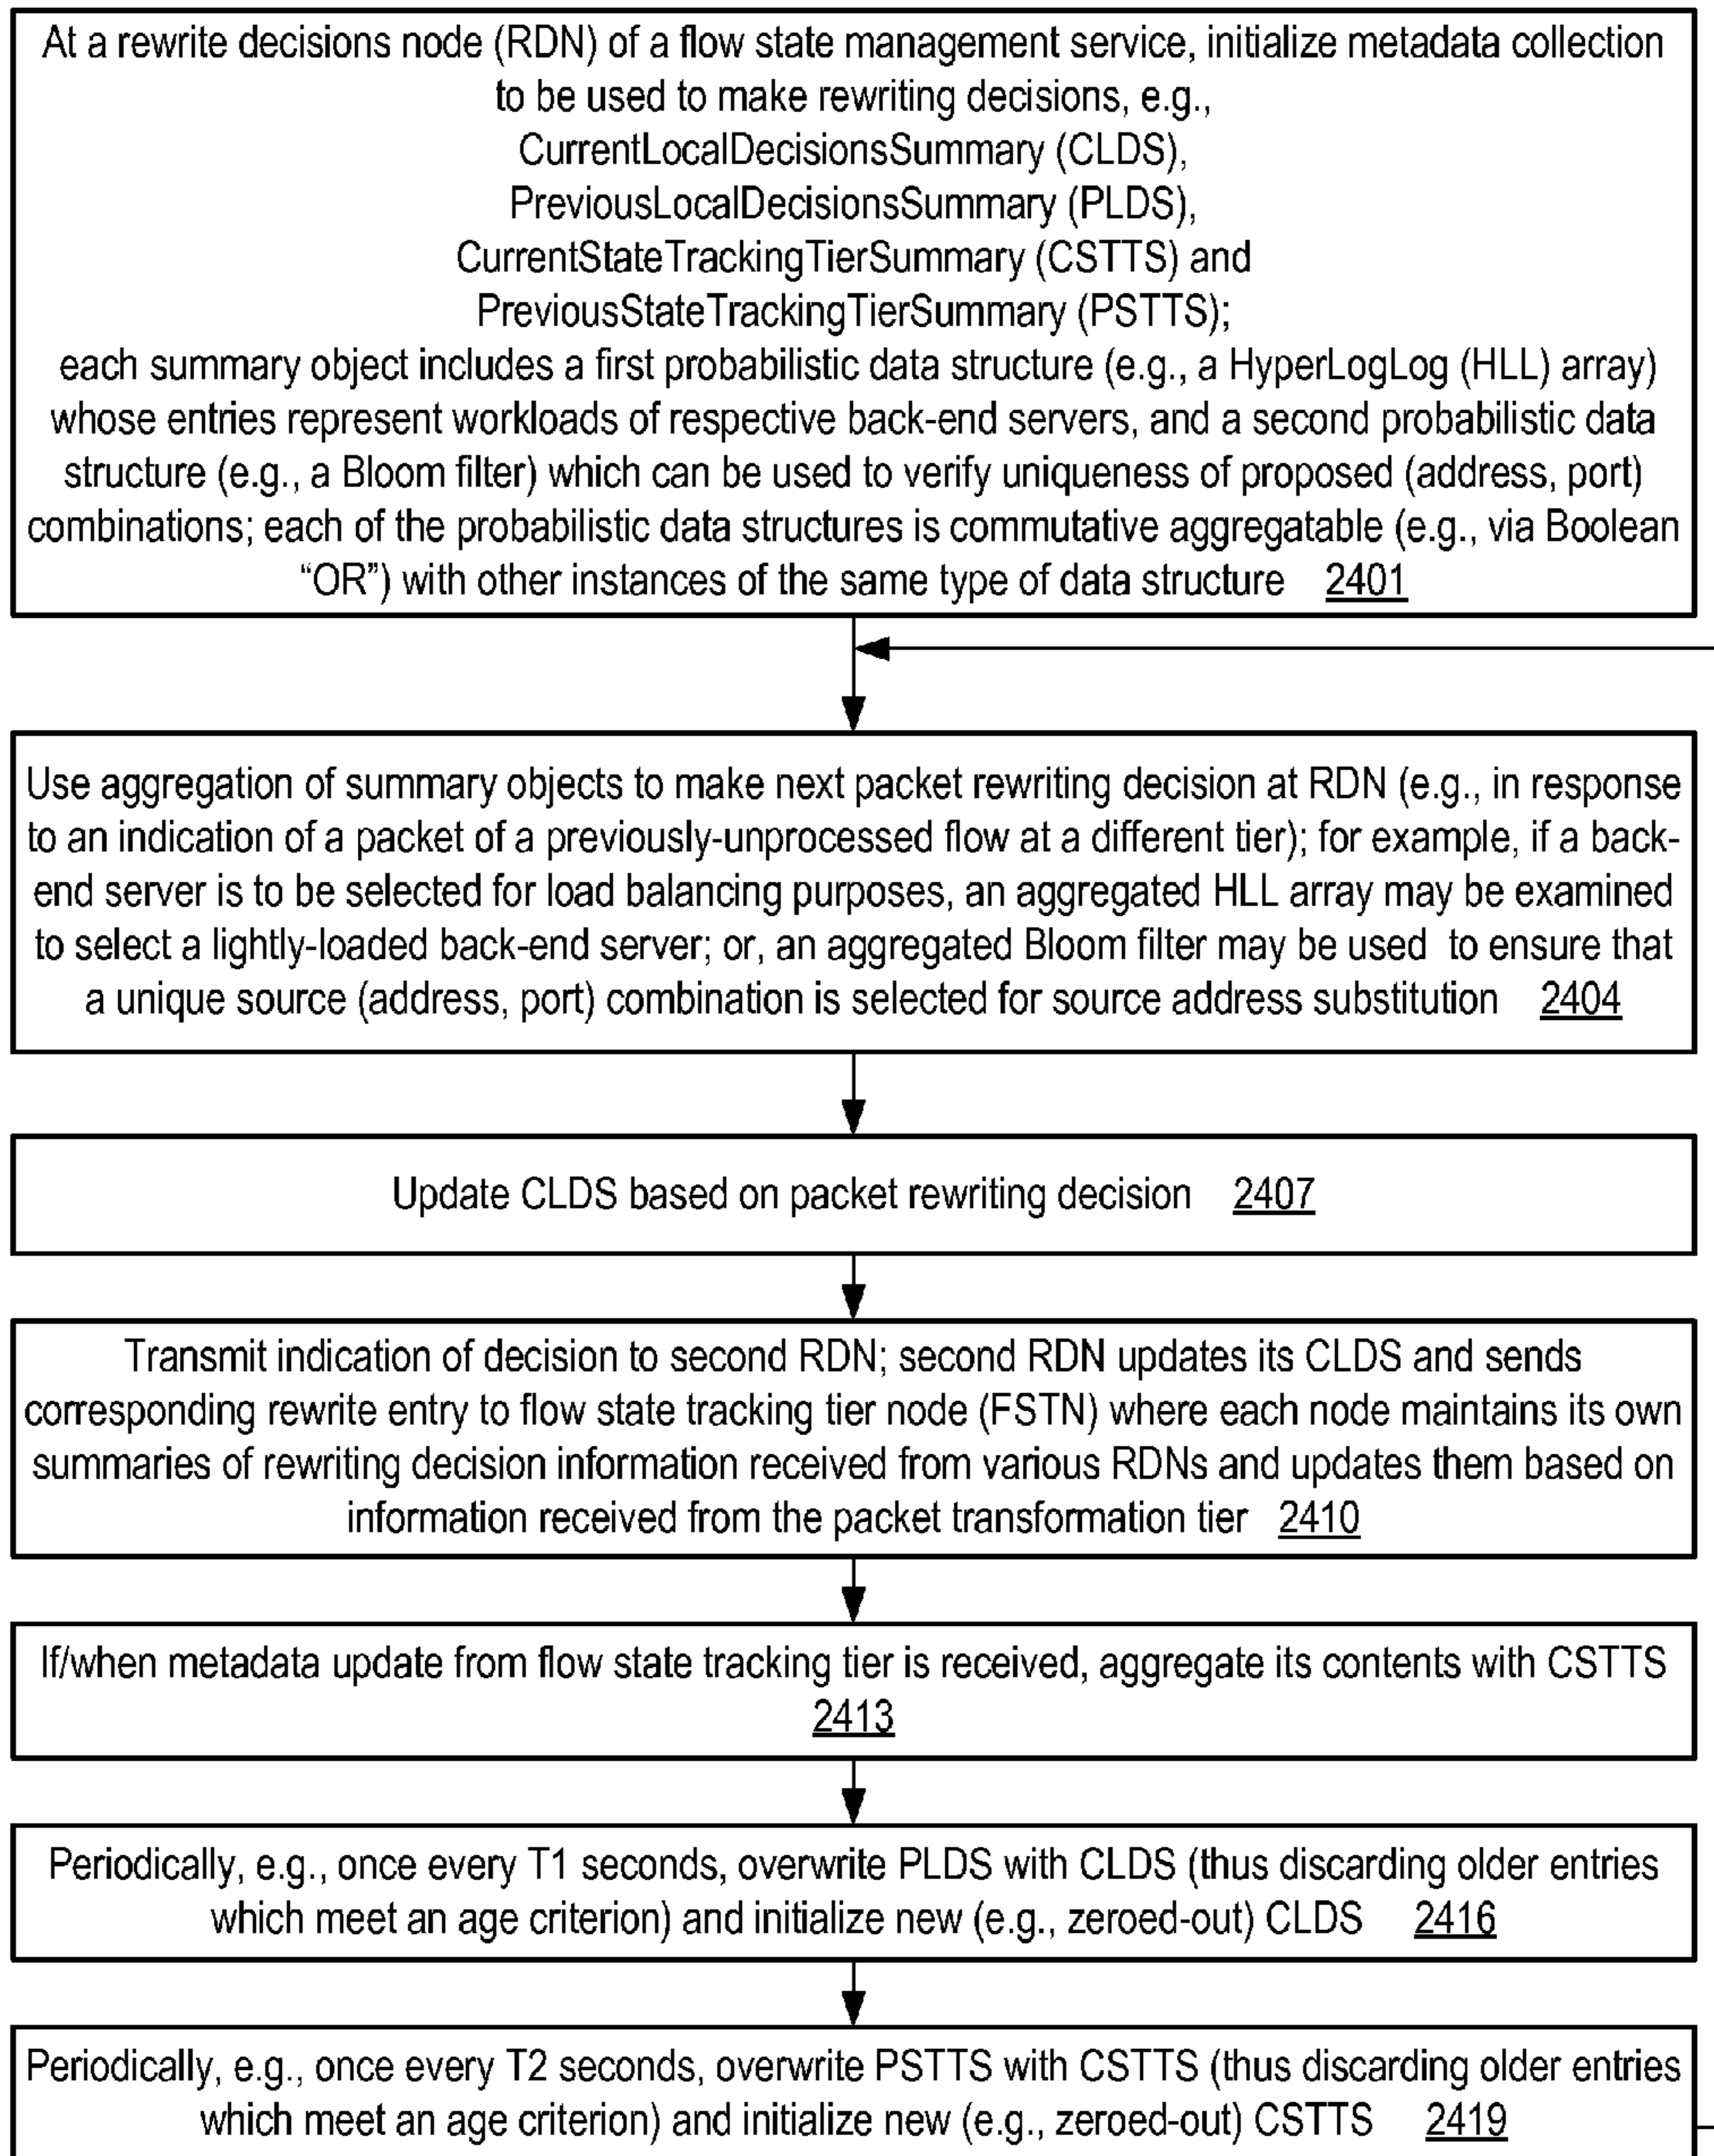 At a rewrite decisions node (RDN) of a flow state management service, initialize metadata collection
to be used to make rewriting decisions, e.g.,
CurrentLocalDecisionsSummary (CLDS),
PreviousLocalDecisionsSummary (PLDS),
CurrentStateTrackingTierSummary (CSTTS) and
PreviousStateTrackingTierSummary (PSTTS);
each summary object includes a first probabilistic data structure (e.g., a HyperLogLog (HLL) array)
whose entries represent workloads of respective back-end servers, and a second probabilistic data
structure (e.g., a Bloom filter) which can be used to verify uniqueness of proposed (address, port)
combinations; each of the probabilistic data structures is commutative aggregatable (e.g., via Boolean
“OR”) with other instances of the same type of data structure 2401
Use aggregation of summary objects to make next packet rewriting decision at RDN (e.g., in response
to an indication of a packet of a previously-unprocessed flow at a different tier); for example, if a back-
end server is to be selected for load balancing purposes, an aggregated HLL array may be examined
to select a lightly-loaded back-end server; or, an aggregated Bloom filter may be used to ensure that
a unique source (address, port) combination is selected for source address substitution 2404
Update CLDS based on packet rewriting decision 2407
Transmit indication of decision to second RDN; second RDN updates its CLDS and sends
corresponding rewrite entry to flow state tracking tier node (FSTN) where each node maintains its own
summaries of rewriting decision information received from various RDNs and updates them based on
information received from the packet transformation tier 2410
If/when metadata update from flow state tracking tier is received, aggregate its contents with CSTTS
2413
Periodically, e.g., once every T1 seconds, overwrite PLDS with CLDS (thus discarding older entries
which meet an age criterion) and initialize new (e.g., zeroed-out) CLDS 2416
Periodically, e.g., once every T2 seconds, overwrite PSTTS with CSTTS (thus discarding older entries
which meet an age criterion) and initialize new (e.g., zeroed-out) CSTTS 2419